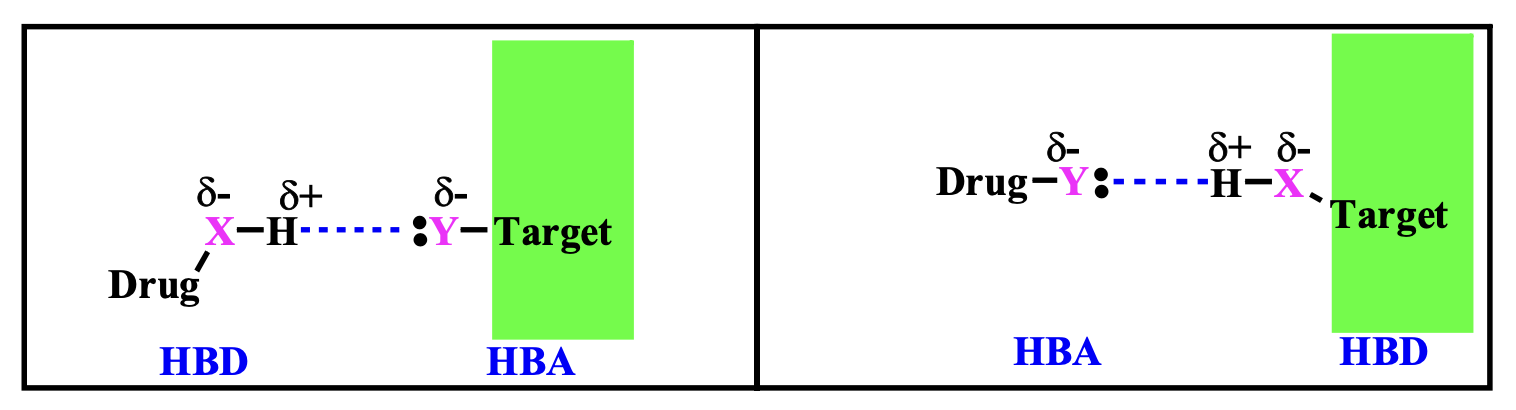 δ- δ+ δ-
X—H :Y—Target
Drug
HBD HBA
δ- δ+ δ-
Drug—Y: H—X
Target
HBA HBD